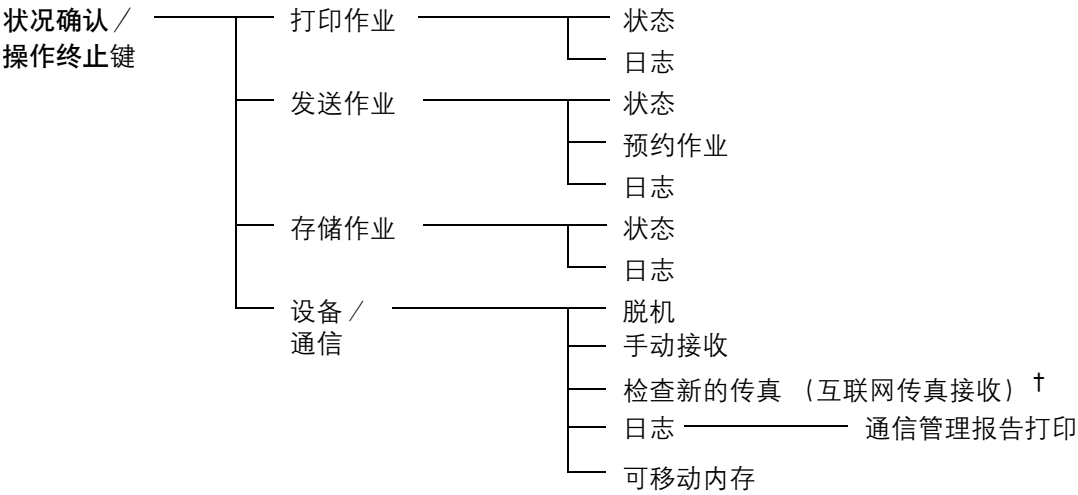 状况确认／ 打印作业 状态
操作终止键 日志
发送作业 状态
预约作业
日志
存储作业 状态
日志
设备／ 脱机
通信 手动接收
检查新的传真 （互联网传真接收）†
日志 通信管理报告打印
可移动内存